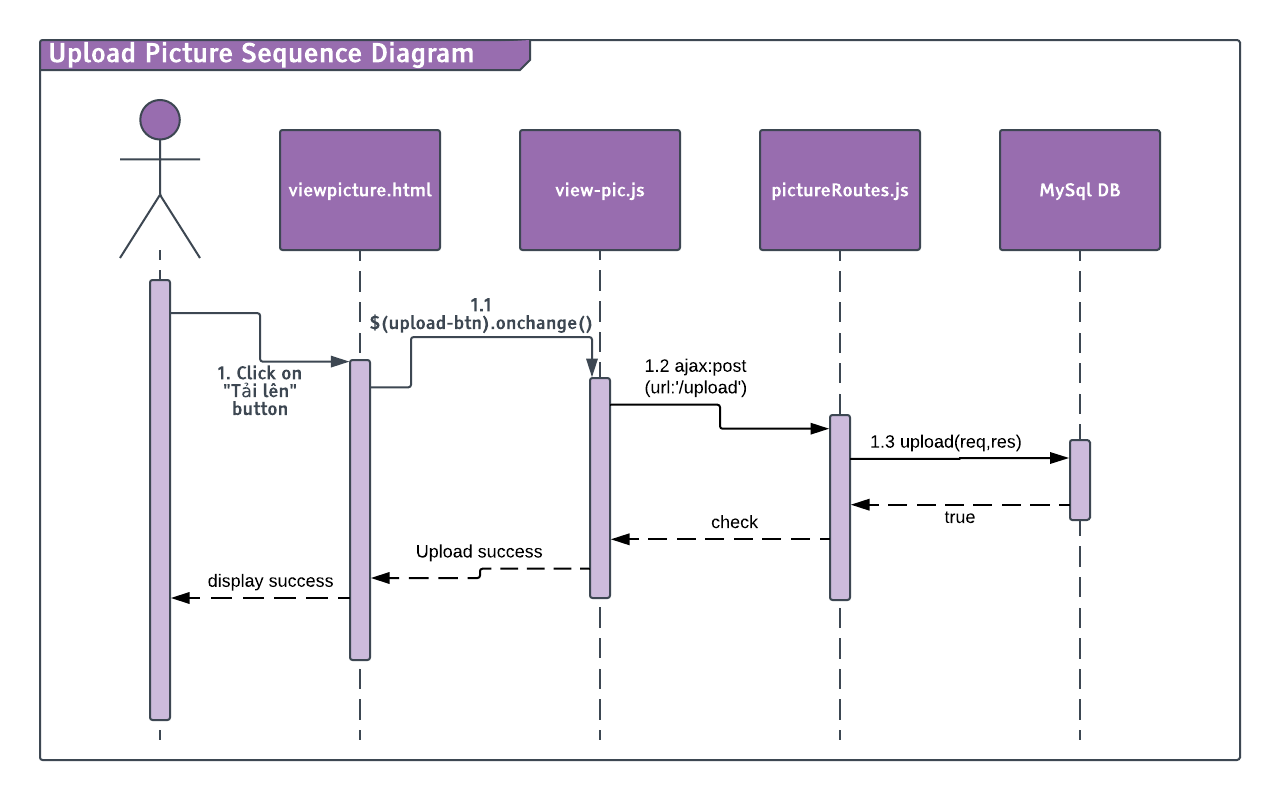 Upload Picture Sequence Diagram
viewpicture.html
view-pic.js
pictureRoutes.js
MySql DB
1.1
$(upload-btn).onchange()
1. Click on
"Tải lên"
button
1.2 ajax:post
(url:'/upload')
1.3 upload(req,res)
true
check
Upload success
display success